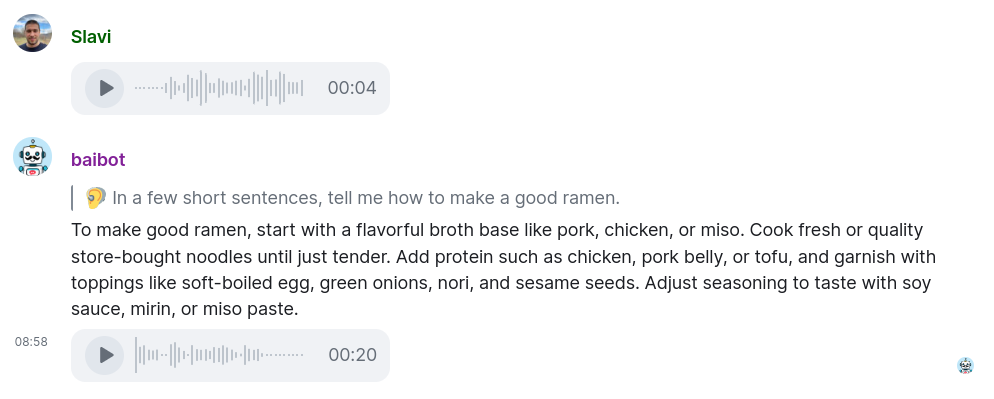 Slavi
00:04
baibot
🦻 In a few short sentences, tell me how to make a good ramen.
To make good ramen, start with a flavorful broth base like pork, chicken, or miso. Cook fresh or quality
store-bought noodles until just tender. Add protein such as chicken, pork belly, or tofu, and garnish with
toppings like soft-boiled egg, green onions, nori, and sesame seeds. Adjust seasoning to taste with soy
sauce, mirin, or miso paste.
08:58
00:20